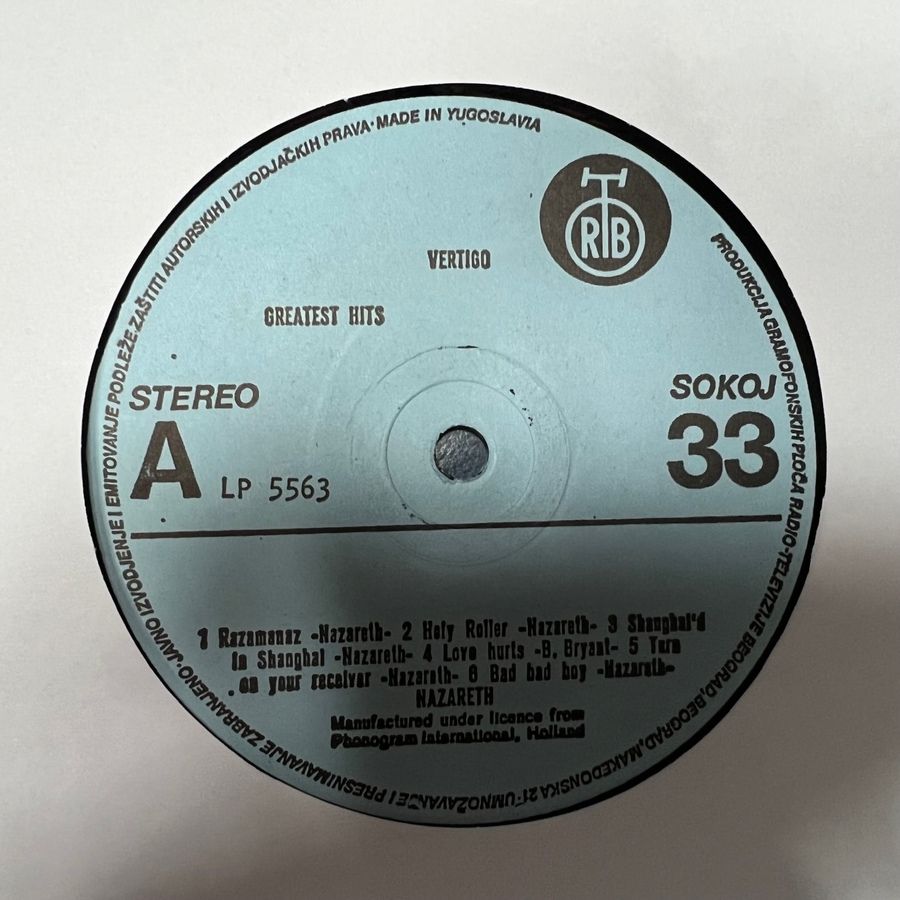 JAVNO IZVODJENJE I EMITOVANJE PODLEŽE ZAŠTITI AUTORSKIH I IZVODJAČKIH PRAVA · MADE IN YUGOSLAVIA
PRODUKCIJA GRAMOFONSKIH PLOČA RADIO-TELEVIZIJE BEOGRAD, BEOGRAD, MAKEDONSKA 21 · UMNOŽAVANJE I PRESNIMAVANJE ZABRANJENO ·
RTB
VERTIGO
GREATEST HITS
STEREO
SOKOJ
A LP 5563
33
1 Razamanaz -Nazareth- 2 Holy Roller -Nazareth- 3 Shanghai'd
in Shanghai -Nazareth- 4 Love hurts -B. Bryant- 5 Turn
on your receiver -Nazareth- 6 Bad bad boy -Nazareth-
NAZARETH
Manufactured under licence from
Phonogram International, Holland